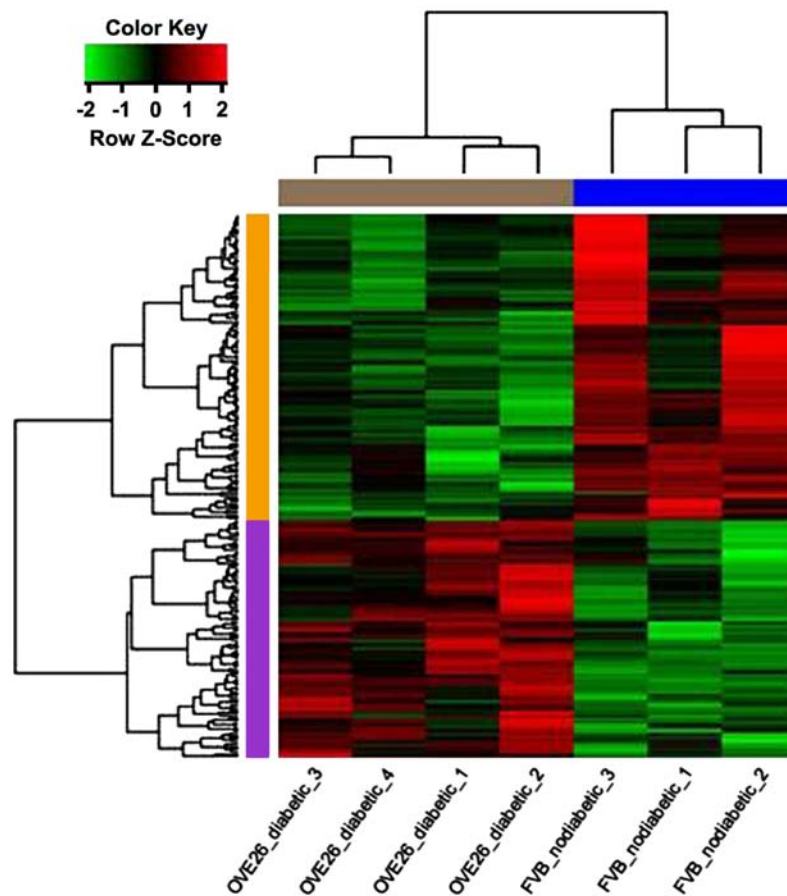 Color Key
-2 -1 0 1 2
Row Z-Score
OVE26_diabetic_3
OVE26_diabetic_4
OVE26_diabetic_1
OVE26_diabetic_2
FVB_nodiabetic_3
FVB_nodiabetic_1
FVB_nodiabetic_2